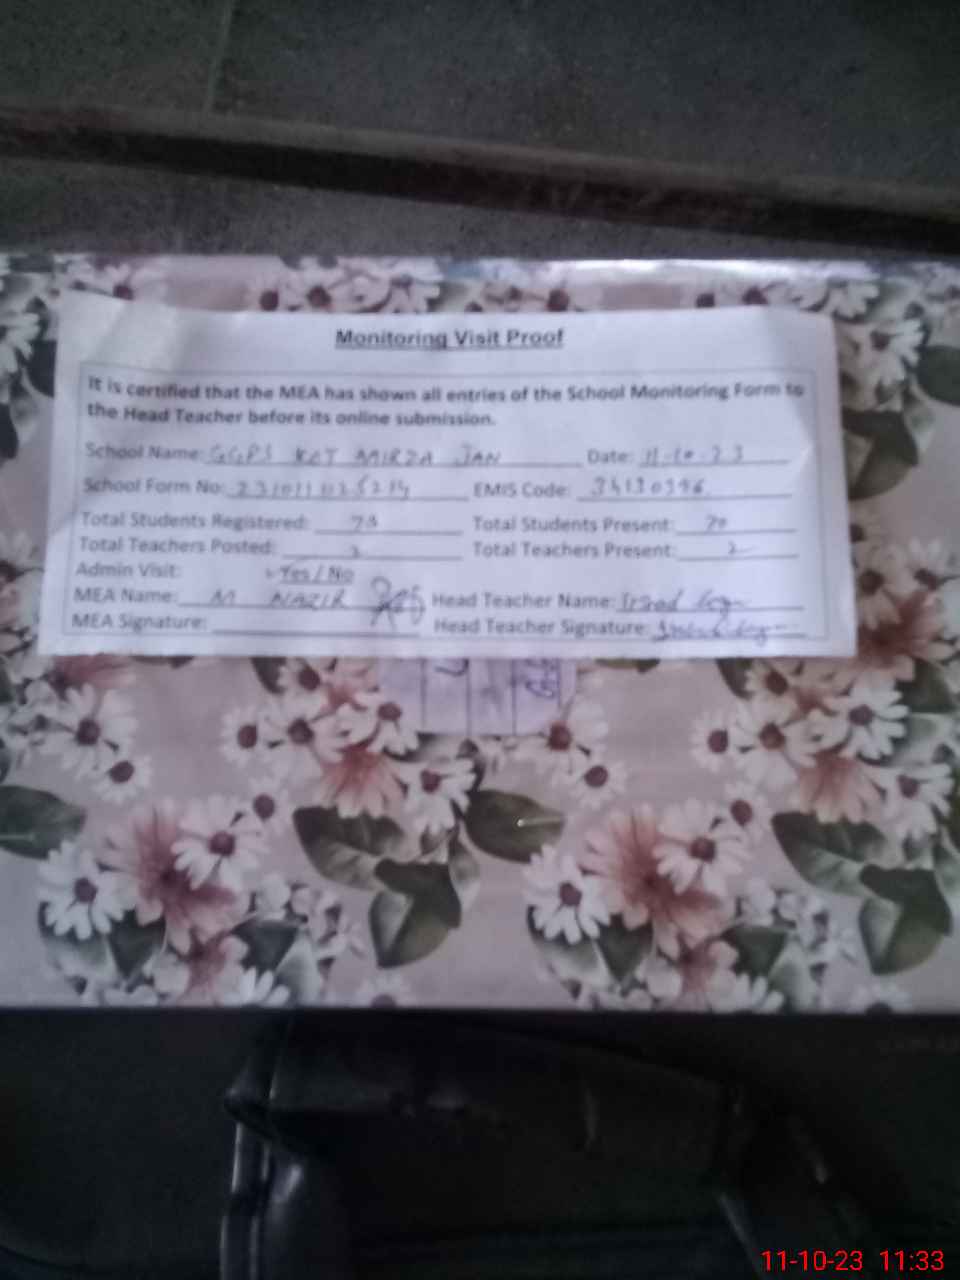 Monitoring Visit Proof
It is certified that the MEA has shown all entries of the School Monitoring Form to
the Head Teacher before its online submission.
School Name: GGPS KOT MIRZA JAN Date: 11-10-23
School Form No: EMIS Code:
Total Students Registered: Total Students Present: 70
Total Teachers Posted: Total Teachers Present: 2
Admin Visit: Yes / No
MEA Name: M NAZIR Head Teacher Name:
MEA Signature: Head Teacher Signature:
11-10-23 11:33